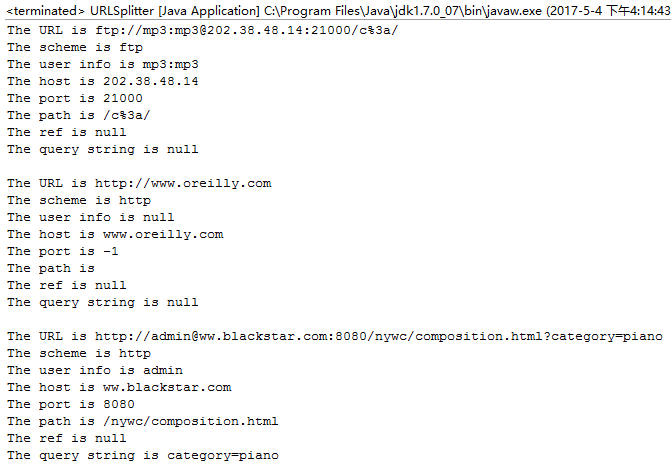 <terminated> URLSplitter [Java Application] C:\Program Files\Java\jdk1.7.0_07\bin\javaw.exe (2017-5-4 下午4:14:43
The URL is ftp://mp3:mp3@202.38.48.14:21000/c%3a/
The scheme is ftp
The user info is mp3:mp3
The host is 202.38.48.14
The port is 21000
The path is /c%3a/
The ref is null
The query string is null
The URL is http://www.oreilly.com
The scheme is http
The user info is null
The host is www.oreilly.com
The port is -1
The path is
The ref is null
The query string is null
The URL is http://admin@ww.blackstar.com:8080/nywc/composition.html?category=piano
The scheme is http
The user info is admin
The host is ww.blackstar.com
The port is 8080
The path is /nywc/composition.html
The ref is null
The query string is category=piano